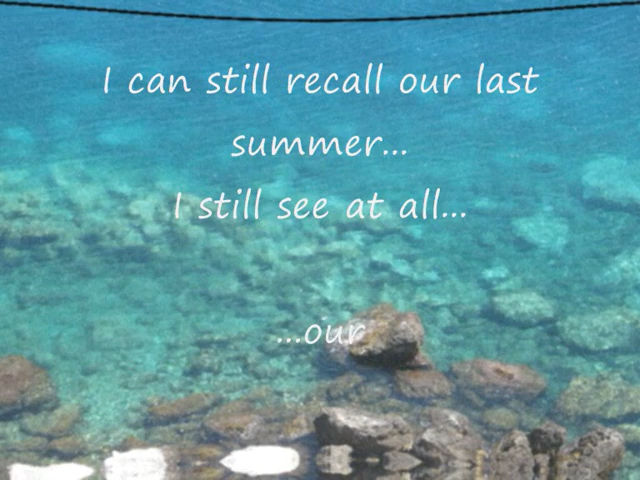 I can still recall our last
summer...
I still see at all...
...our